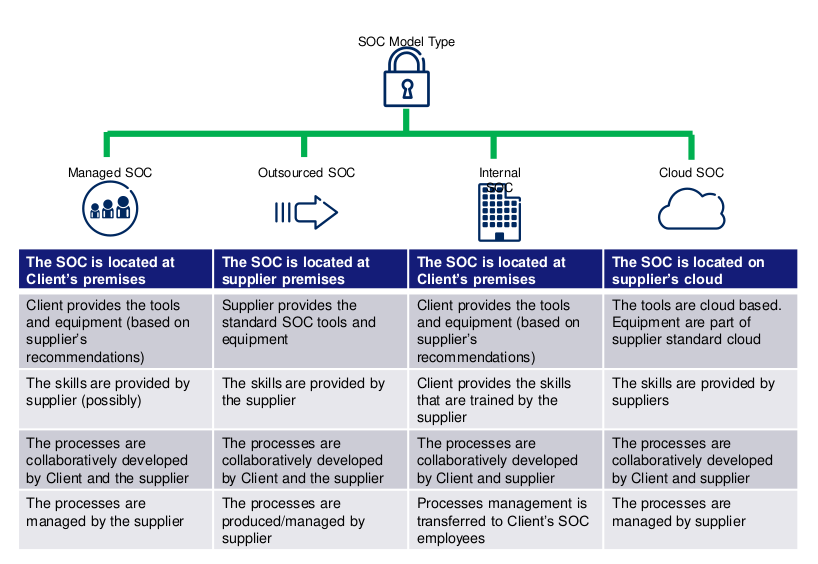 SOC Model Type
Managed SOC
Outsourced SOC
Internal
SOC
Cloud SOC
The SOC is located at
Client's premises
The SOC is located at
supplier premises
The SOC is located at
Client's premises
The SOC is located on
supplier's cloud
Client provides the tools
and equipment (based on
supplier's
recommendations)
Supplier provides the
standard SOC tools and
equipment
Client provides the tools
and equipment (based on
supplier's
recommendations)
The tools are cloud based.
Equipment are part of
supplier standard cloud
The skills are provided by
supplier (possibly)
The skills are provided by
the supplier
Client provides the skills
that are trained by the
supplier
The skills are provided by
suppliers
The processes are
collaboratively developed
by Client and the supplier
The processes are
collaboratively developed
by Client and the supplier
The processes are
collaboratively developed
by Client and supplier
The processes are
collaboratively developed
by Client and supplier
The processes are
managed by the supplier
The processes are
produced/managed by
supplier
Processes management is
transferred to Client's SOC
employees
The processes are
managed by supplier